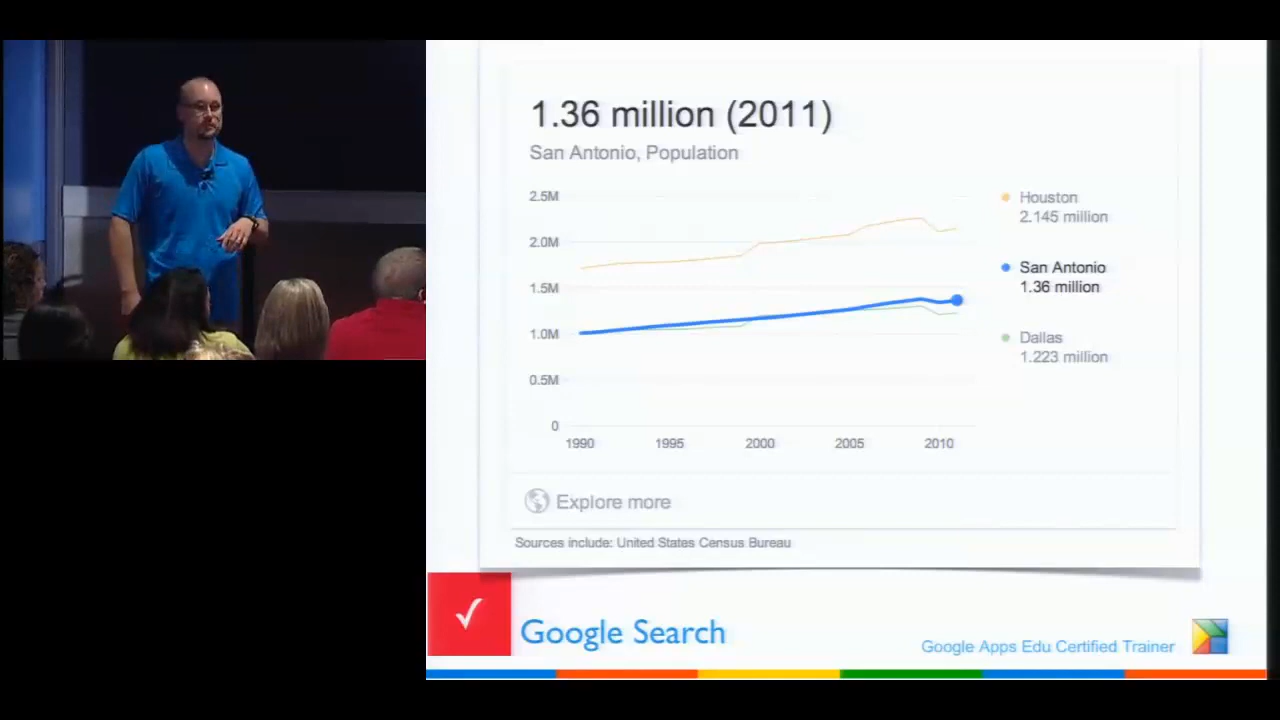 1.36 million (2011)
San Antonio, Population
2.5M
2.0M
1.5M
1.0M
0.5M
0
1990 1995 2000 2005 2010
Houston
2.145 million
San Antonio
1.36 million
Dallas
1.223 million
Explore more
Sources include: United States Census Bureau
Google Search
Google Apps Edu Certified Trainer